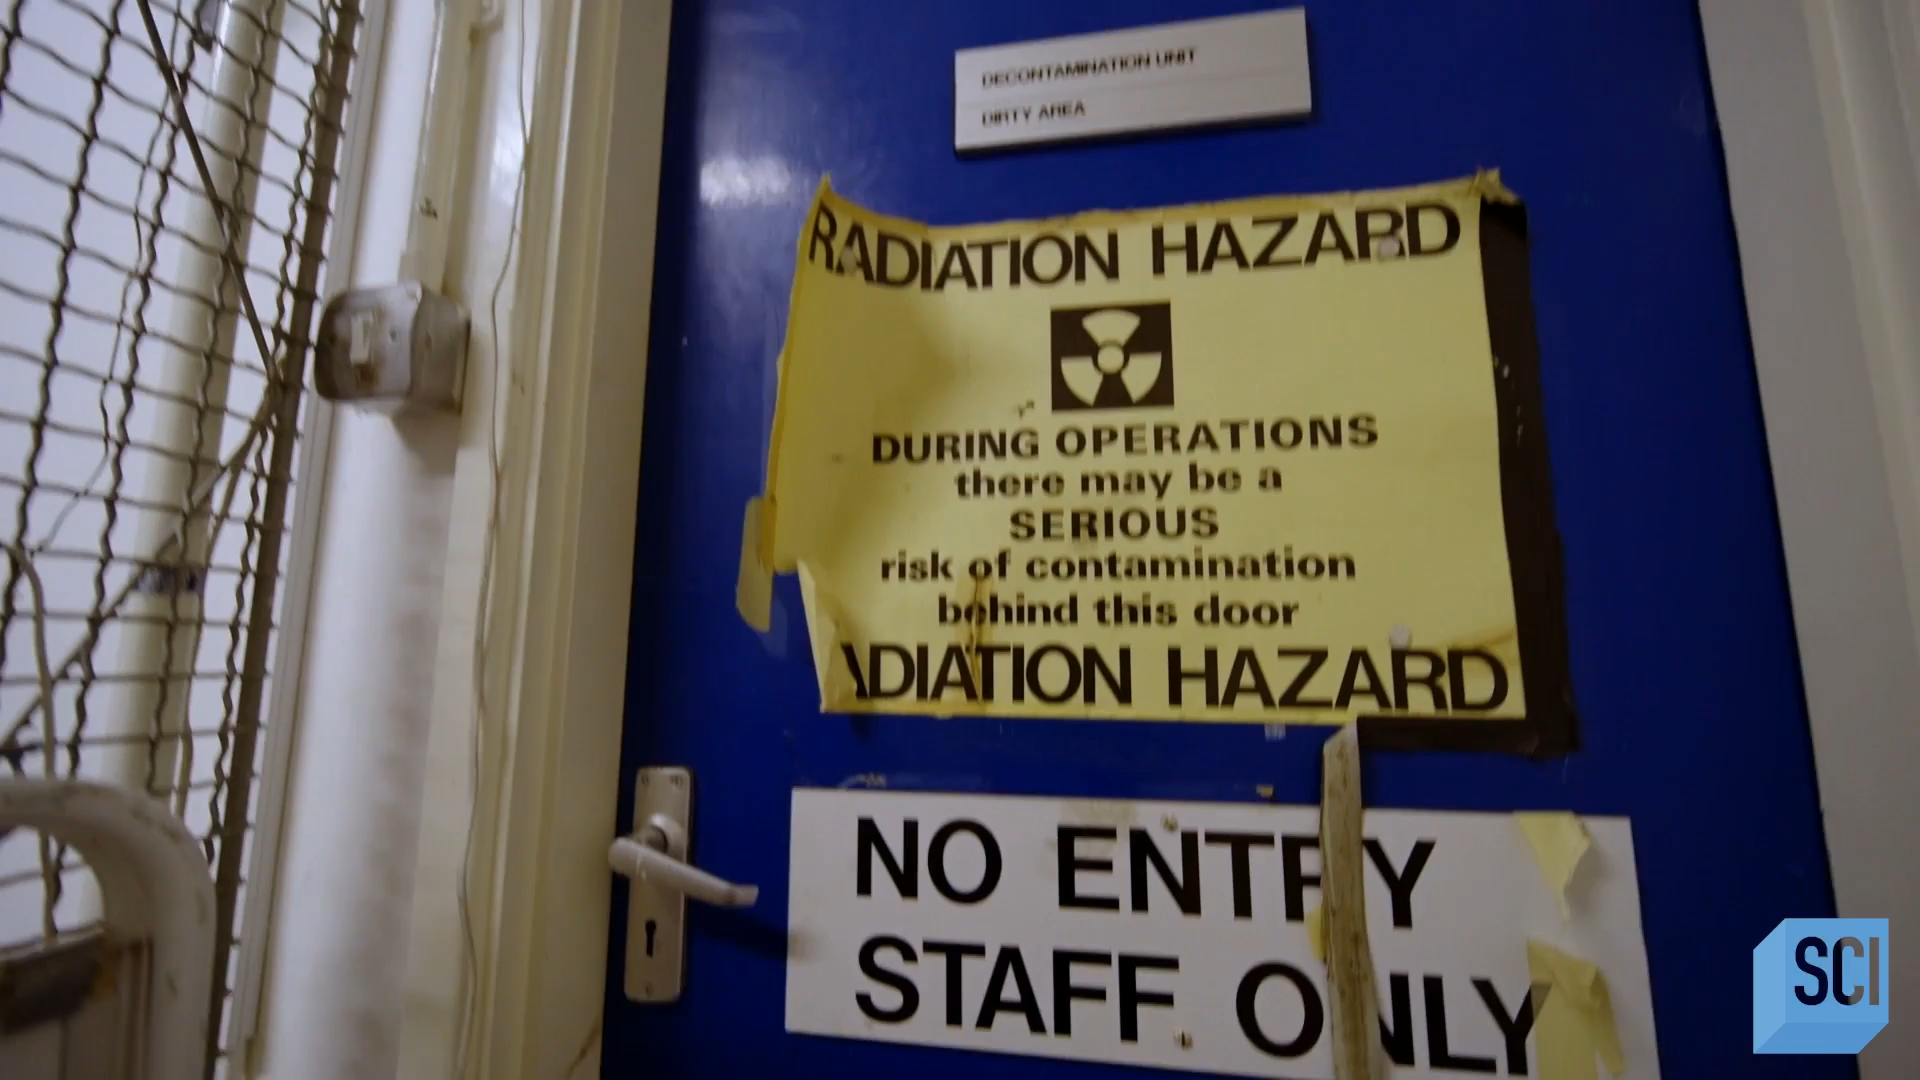 DECONTAMINATION UNIT
DIRTY AREA
RADIATION HAZARD
DURING OPERATIONS
there may be a
SERIOUS
risk of contamination
behind this door
ADIATION HAZARD
NO ENTRY
STAFF ONLY
SCI